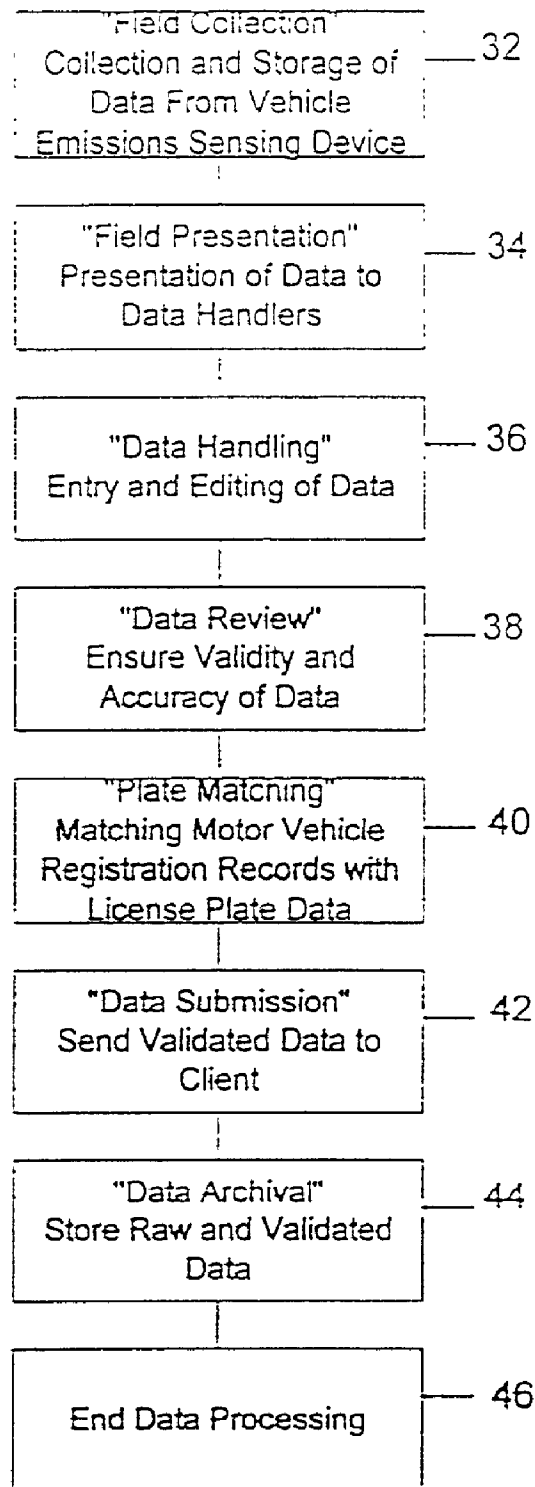 "Field Collection"
Collection and Storage of
Data From Vehicle
Emissions Sensing Device
32
"Field Presentation"
Presentation of Data to
Data Handlers
34
"Data Handling"
Entry and Editing of Data
36
"Data Review"
Ensure Validity and
Accuracy of Data
38
"Plate Matching"
Matching Motor Vehicle
Registration Records with
License Plate Data
40
"Data Submission"
Send Validated Data to
Client
42
"Data Archival"
Store Raw and Validated
Data
44
End Data Processing
46